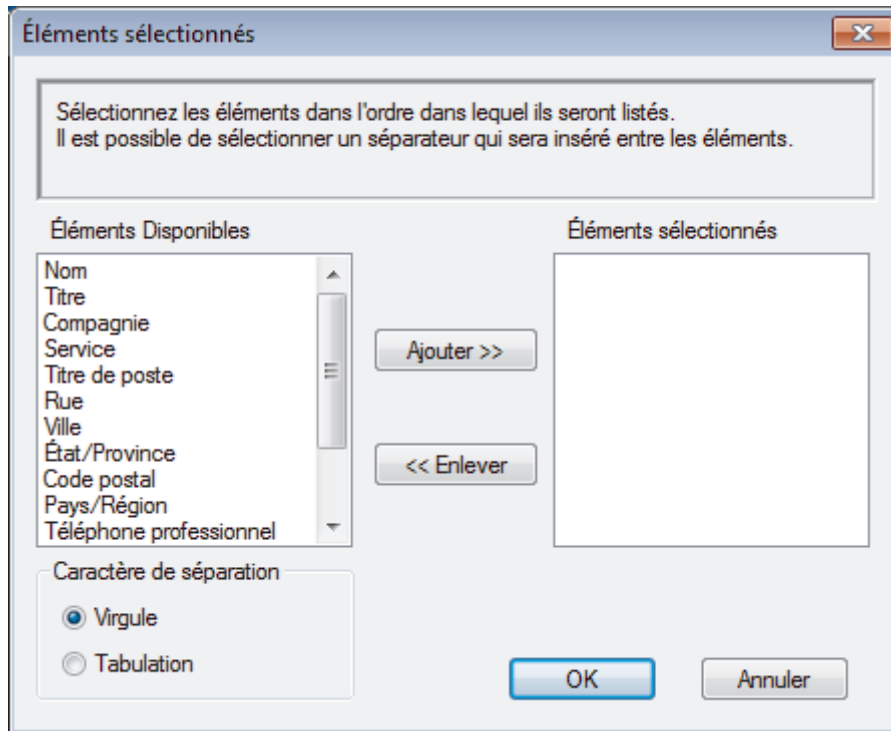 Éléments sélectionnés
Sélectionnez les éléments dans l'ordre dans lequel ils seront listés.
Il est possible de sélectionner un séparateur qui sera inséré entre les éléments.
Éléments Disponibles
Nom
Titre
Compagnie
Service
Titre de poste
Rue
Ville
État/Province
Code postal
Pays/Région
Téléphone professionnel
Ajouter >>
<< Enlever
Éléments sélectionnés
Caractère de séparation
Virgule
Tabulation
OK
Annuler